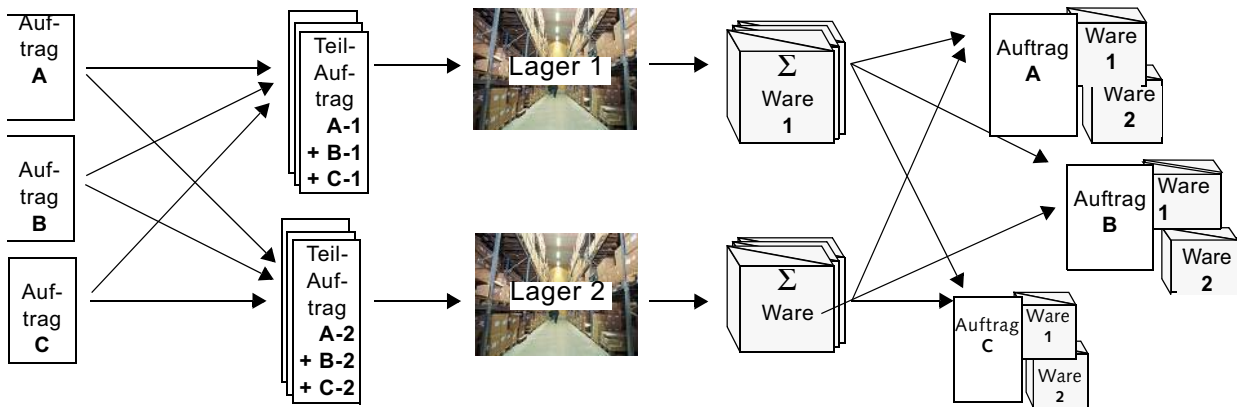 Auf-
trag
A
Auf-
trag
B
Auf-
trag
C
Teil-
Auf-
trag
A-1
+ B-1
+ C-1
Teil-
Auf-
trag
A-2
+ B-2
+ C-2
Lager 1
Lager 2
Σ
Ware
1
Σ
Ware
Auftrag
A
Ware
1
Ware
2
Auftrag
B
Ware
1
Ware
2
Auftrag
C
Ware
1
Ware
2